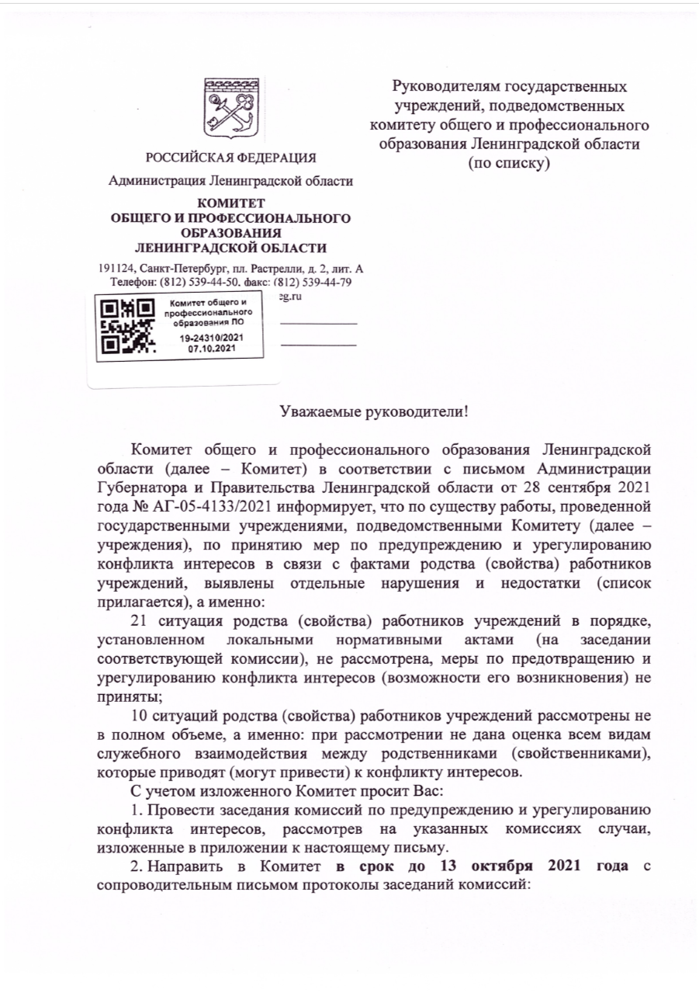 Руководителям государственных
учреждений, подведомственных
комитету общего и профессионального
образования Ленинградской области
(по списку)
РОССИЙСКАЯ ФЕДЕРАЦИЯ
Администрация Ленинградской области
КОМИТЕТ
ОБЩЕГО И ПРОФЕССИОНАЛЬНОГО
ОБРАЗОВАНИЯ
ЛЕНИНГРАДСКОЙ ОБЛАСТИ
191124, Санкт-Петербург, пл. Растрелли, д. 2, лит. А
Телефон: (812) 539-44-50, факс: (812) 539-44-79
eg.ru
Комитет общего и
профессионального
образования ЛО
19-24310/2021
07.10.2021
Уважаемые руководители!
Комитет общего и профессионального образования Ленинградской
области (далее – Комитет) в соответствии с письмом Администрации
Губернатора и Правительства Ленинградской области от 28 сентября 2021
года № АГ-05-4133/2021 информирует, что по существу работы, проведенной
государственными учреждениями, подведомственными Комитету (далее –
учреждения), по принятию мер по предупреждению и урегулированию
конфликта интересов в связи с фактами родства (свойства) работников
учреждений, выявлены отдельные нарушения и недостатки (список
прилагается), а именно:
21 ситуация родства (свойства) работников учреждений в порядке,
установленном локальными нормативными актами (на заседании
соответствующей комиссии), не рассмотрена, меры по предотвращению и
урегулированию конфликта интересов (возможности его возникновения) не
приняты;
10 ситуаций родства (свойства) работников учреждений рассмотрены не
в полном объеме, а именно: при рассмотрении не дана оценка всем видам
служебного взаимодействия между родственниками (свойственниками),
которые приводят (могут привести) к конфликту интересов.
С учетом изложенного Комитет просит Вас:
1. Провести заседания комиссий по предупреждению и урегулированию
конфликта интересов, рассмотрев на указанных комиссиях случаи,
изложенные в приложении к настоящему письму.
2. Направить в Комитет в срок до 13 октября 2021 года с
сопроводительным письмом протоколы заседаний комиссий: